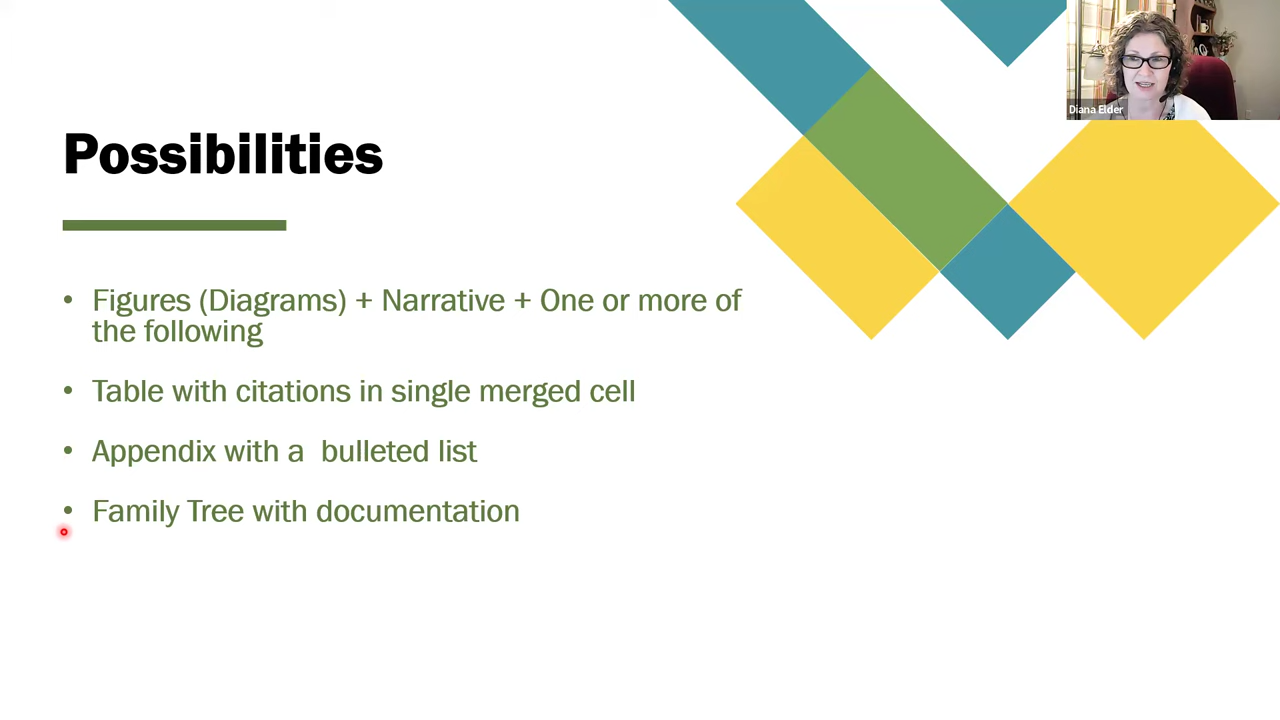 Diana Elder
Possibilities
• Figures (Diagrams) + Narrative + One or more of
the following
• Table with citations in single merged cell
• Appendix with a  bulleted list
• Family Tree with documentation